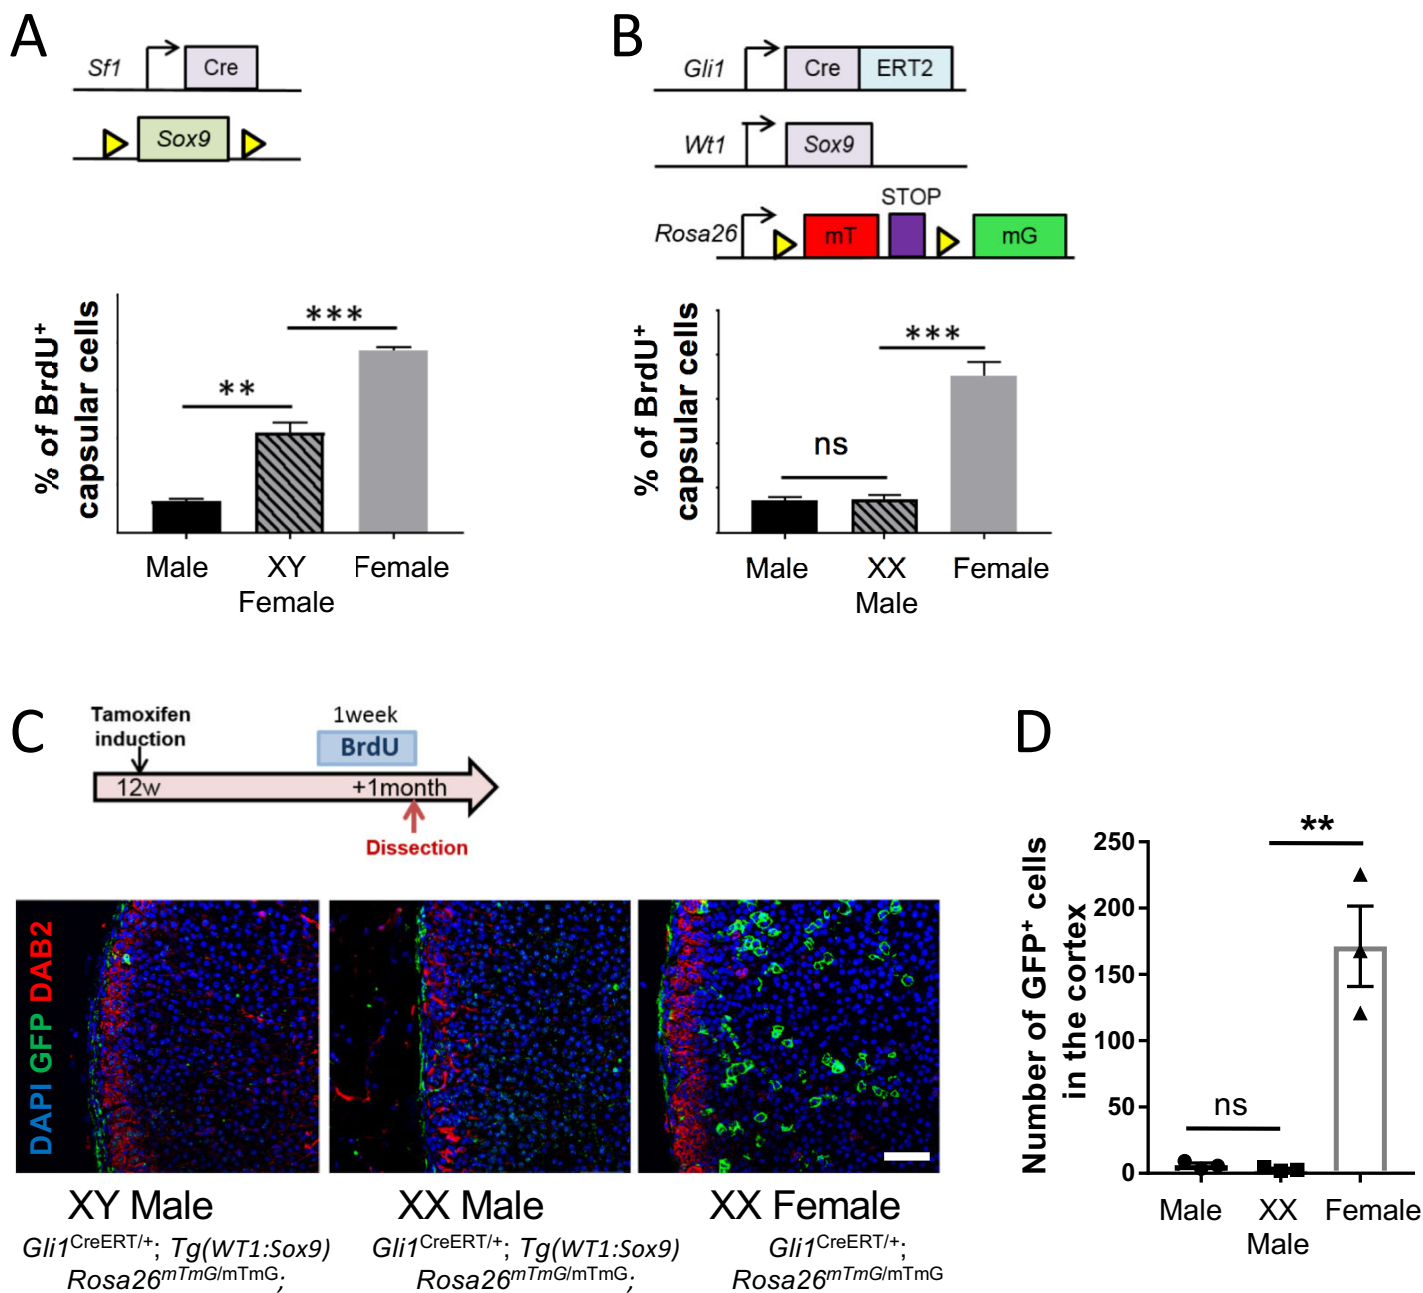 A
Sf1
Cre
Sox9
% of BrdU⁺
capsular cells
**
***
Male
XY
Female
Female
B
Gli1
Cre
ERT2
Wt1
Sox9
STOP
Rosa26
mT
mG
% of BrdU⁺
capsular cells
ns
***
Male
XX
Male
Female
C
Tamoxifen
induction
1week
BrdU
12w
+1month
Dissection
DAPI GFP DAB2
XY Male
Gli1CreERT/+; Tg(WT1:Sox9)
Rosa26mTmG/mTmG;
XX Male
Gli1CreERT/+; Tg(WT1:Sox9)
Rosa26mTmG/mTmG;
XX Female
Gli1CreERT/+;
Rosa26mTmG/mTmG
D
Number of GFP⁺ cells
in the cortex
250
200
150
100
50
0
ns
**
Male
XX
Male
Female